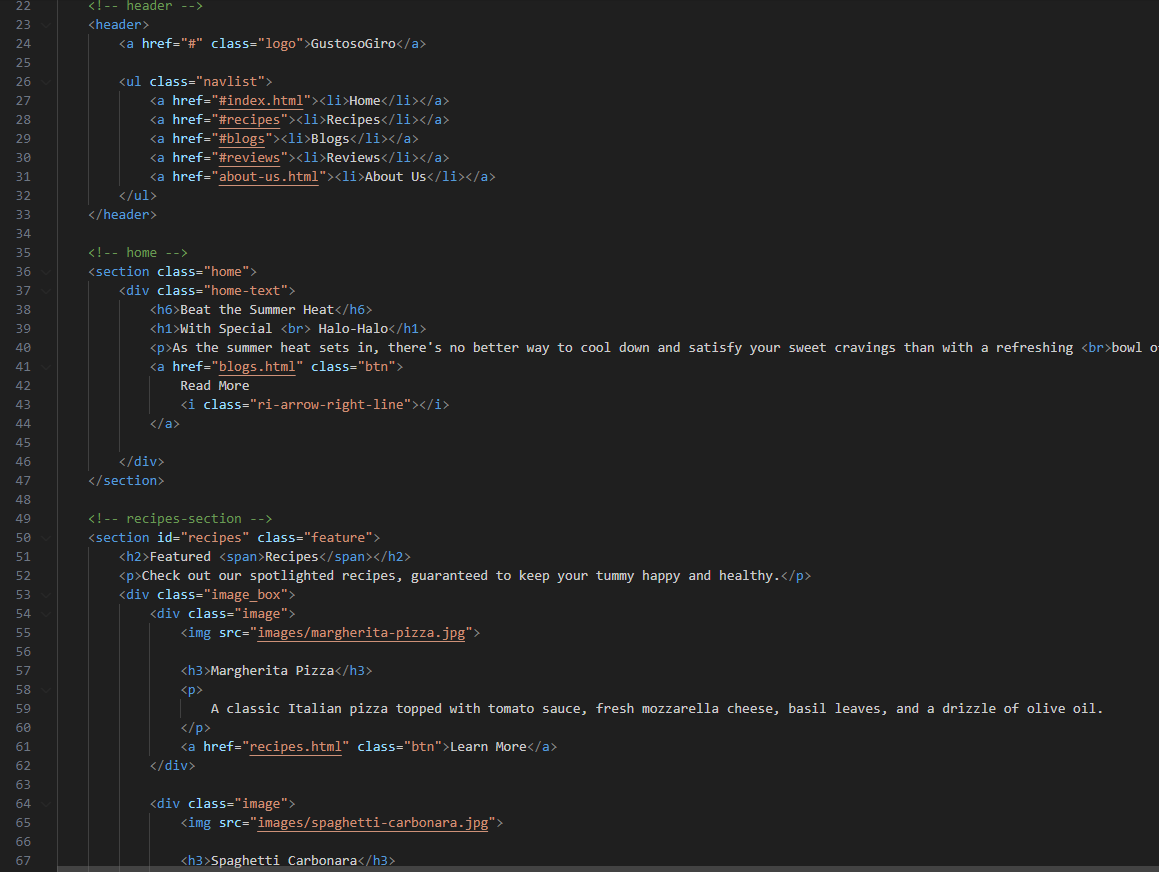 22 <!-- header -->
23 <header>
24 <a href="#" class="logo">GustosoGiro</a>
25
26 <ul class="navlist">
27 <a href="#index.html"><li>Home</li></a>
28 <a href="#recipes"><li>Recipes</li></a>
29 <a href="#blogs"><li>Blogs</li></a>
30 <a href="#reviews"><li>Reviews</li></a>
31 <a href="about-us.html"><li>About Us</li></a>
32 </ul>
33 </header>
34
35 <!-- home -->
36 <section class="home">
37 <div class="home-text">
38 <h6>Beat the Summer Heat</h6>
39 <h1>With Special <br> Halo-Halo</h1>
40 <p>As the summer heat sets in, there's no better way to cool down and satisfy your sweet cravings than with a refreshing <br>bowl o
41 <a href="blogs.html" class="btn">
42 Read More
43 <i class="ri-arrow-right-line"></i>
44 </a>
45
46 </div>
47 </section>
48
49 <!-- recipes-section -->
50 <section id="recipes" class="feature">
51 <h2>Featured <span>Recipes</span></h2>
52 <p>Check out our spotlighted recipes, guaranteed to keep your tummy happy and healthy.</p>
53 <div class="image_box">
54 <div class="image">
55 <img src="images/margherita-pizza.jpg">
56
57 <h3>Margherita Pizza</h3>
58 <p>
59 A classic Italian pizza topped with tomato sauce, fresh mozzarella cheese, basil leaves, and a drizzle of olive oil.
60 </p>
61 <a href="recipes.html" class="btn">Learn More</a>
62 </div>
63
64 <div class="image">
65 <img src="images/spaghetti-carbonara.jpg">
66
67 <h3>Spaghetti Carbonara</h3>